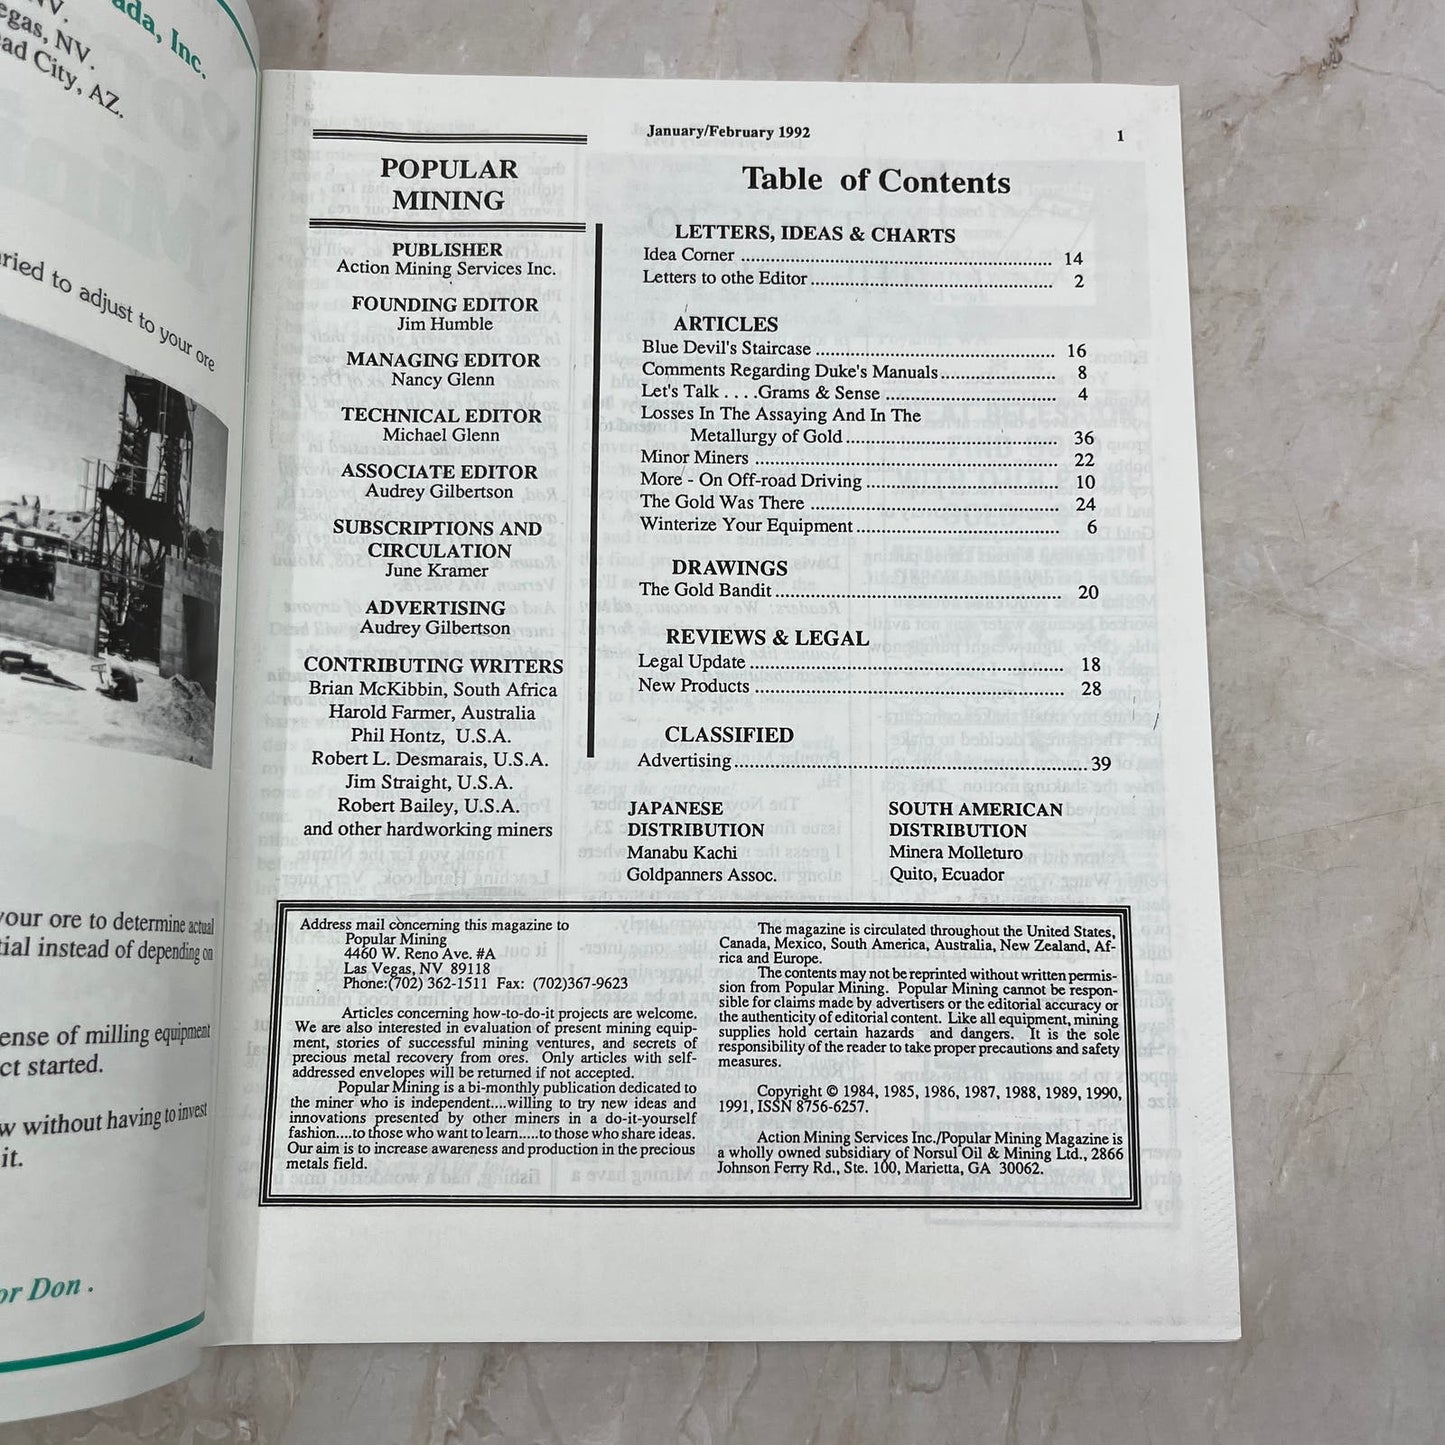 ada, Inc.
NV.
egas, NV.
ad City, AZ.
ried to adjust to your ore
your ore to determine actual
tial instead of depending on
ense of milling equipment
ct started.
w without having to invest
it.
or Don .
January/February 1992
1
POPULAR
MINING
PUBLISHER
Action Mining Services Inc.
FOUNDING EDITOR
Jim Humble
MANAGING EDITOR
Nancy Glenn
TECHNICAL EDITOR
Michael Glenn
ASSOCIATE EDITOR
Audrey Gilbertson
SUBSCRIPTIONS AND
CIRCULATION
June Kramer
ADVERTISING
Audrey Gilbertson
CONTRIBUTING WRITERS
Brian McKibbin, South Africa
Harold Farmer, Australia
Phil Hontz, U.S.A.
Robert L. Desmarais, U.S.A.
Jim Straight, U.S.A.
Robert Bailey, U.S.A.
and other hardworking miners
Table of Contents
LETTERS, IDEAS & CHARTS
Idea Corner ........ 14
Letters to othe Editor ........ 2
ARTICLES
Blue Devil's Staircase ........ 16
Comments Regarding Duke's Manuals ........ 8
Let's Talk . . . .Grams & Sense ........ 4
Losses In The Assaying And In The
Metallurgy of Gold ........ 36
Minor Miners ........ 22
More - On Off-road Driving ........ 10
The Gold Was There ........ 24
Winterize Your Equipment ........ 6
DRAWINGS
The Gold Bandit ........ 20
REVIEWS & LEGAL
Legal Update ........ 18
New Products ........ 28
CLASSIFIED
Advertising ........ 39
JAPANESE
DISTRIBUTION
Manabu Kachi
Goldpanners Assoc.
SOUTH AMERICAN
DISTRIBUTION
Minera Molleturo
Quito, Ecuador
Address mail concerning this magazine to
Popular Mining
4460 W. Reno Ave. #A
Las Vegas, NV 89118
Phone:(702) 362-1511 Fax: (702)367-9623
Articles concerning how-to-do-it projects are welcome.
We are also interested in evaluation of present mining equip-
ment, stories of successful mining ventures, and secrets of
precious metal recovery from ores. Only articles with self-
addressed envelopes will be returned if not accepted.
Popular Mining is a bi-monthly publication dedicated to
the miner who is independent....willing to try new ideas and
innovations presented by other miners in a do-it-yourself
fashion....to those who want to learn.....to those who share ideas.
Our aim is to increase awareness and production in the precious
metals field.
The magazine is circulated throughout the United States,
Canada, Mexico, South America, Australia, New Zealand, Af-
rica and Europe.
The contents may not be reprinted without written permis-
sion from Popular Mining. Popular Mining cannot be respon-
sible for claims made by advertisers or the editorial accuracy or
the authenticity of editorial content. Like all equipment, mining
supplies hold certain hazards and dangers. It is the sole
responsibility of the reader to take proper precautions and safety
measures.
Copyright © 1984, 1985, 1986, 1987, 1988, 1989, 1990,
1991, ISSN 8756-6257.
Action Mining Services Inc./Popular Mining Magazine is
a wholly owned subsidiary of Norsul Oil & Mining Ltd., 2866
Johnson Ferry Rd., Ste. 100, Marietta, GA 30062.